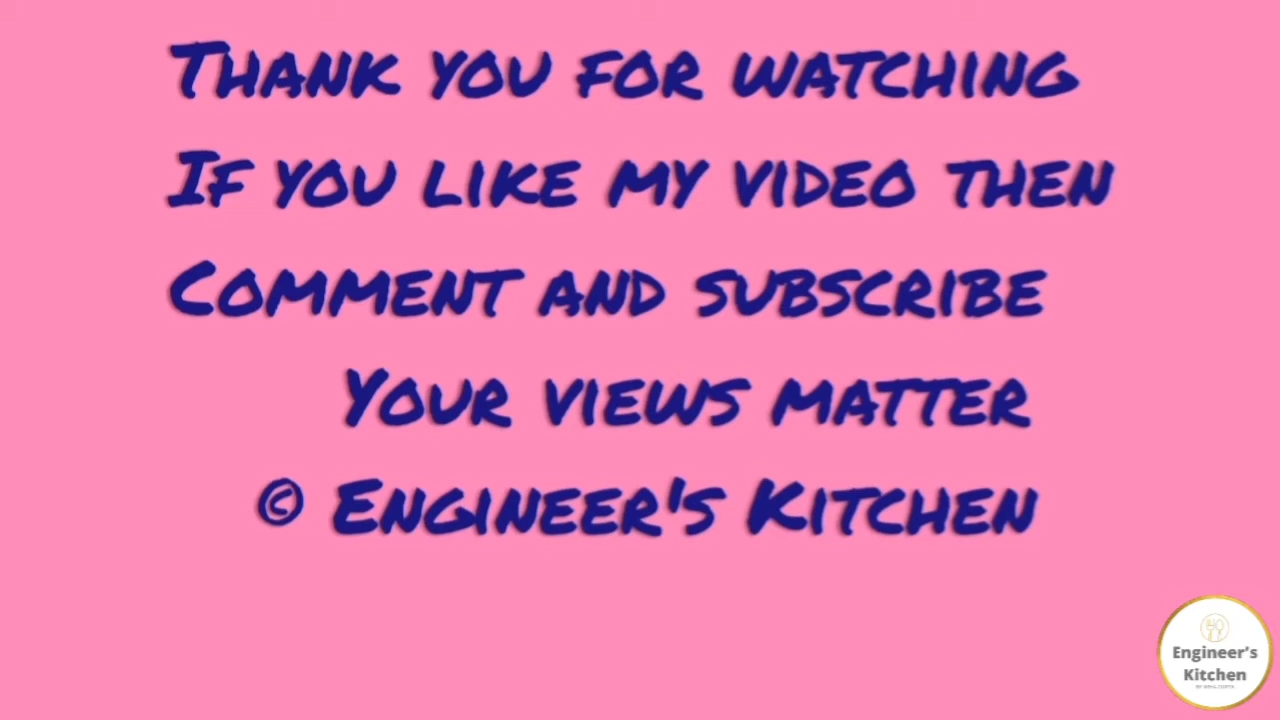 Thank you for watching
If you like my video then
Comment and subscribe
Your views matter
© Engineer's Kitchen
Engineer's
Kitchen